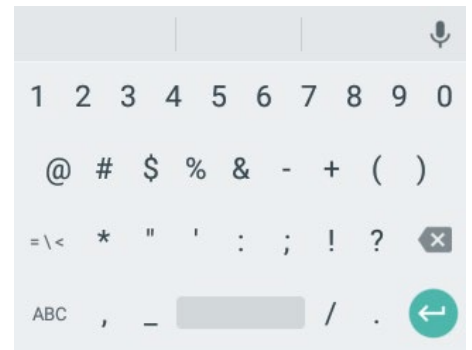 1 2 3 4 5 6 7 8 9 0
@ # $ % & - + ( )
= \ < * " ' : ; ! ?
ABC , _ / .